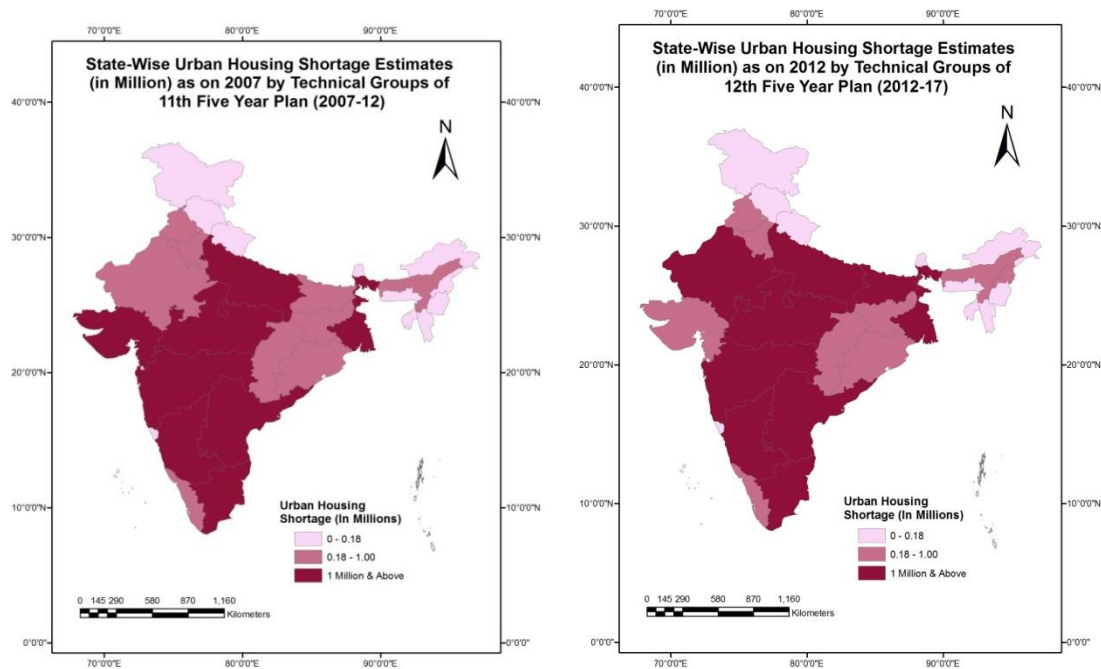 70°0'0"E 80°0'0"E 90°0'0"E
State-Wise Urban Housing Shortage Estimates
(in Million) as on 2007 by Technical Groups of
11th Five Year Plan (2007-12)
40°0'0"N 40°0'0"N
N
30°0'0"N 30°0'0"N
20°0'0"N 20°0'0"N
10°0'0"N 10°0'0"N
Urban Housing
Shortage (In Millions)
0 - 0.18
0.18 - 1.00
1 Million & Above
0 145 290 580 870 1,160
Kilometers
0°0'0" 0°0'0"
70°0'0"E 80°0'0"E 90°0'0"E
70°0'0"E 80°0'0"E 90°0'0"E
State-Wise Urban Housing Shortage Estimates
(in Million) as on 2012 by Technical Groups of
12th Five Year Plan (2012-17)
40°0'0"N 40°0'0"N
N
30°0'0"N 30°0'0"N
20°0'0"N 20°0'0"N
10°0'0"N 10°0'0"N
Urban Housing
Shortage (In Millions)
0 - 0.18
0.18 - 1.00
1 Million & Above
0 145 290 580 870 1,160
Kilometers
0°0'0" 0°0'0"
70°0'0"E 80°0'0"E 90°0'0"E